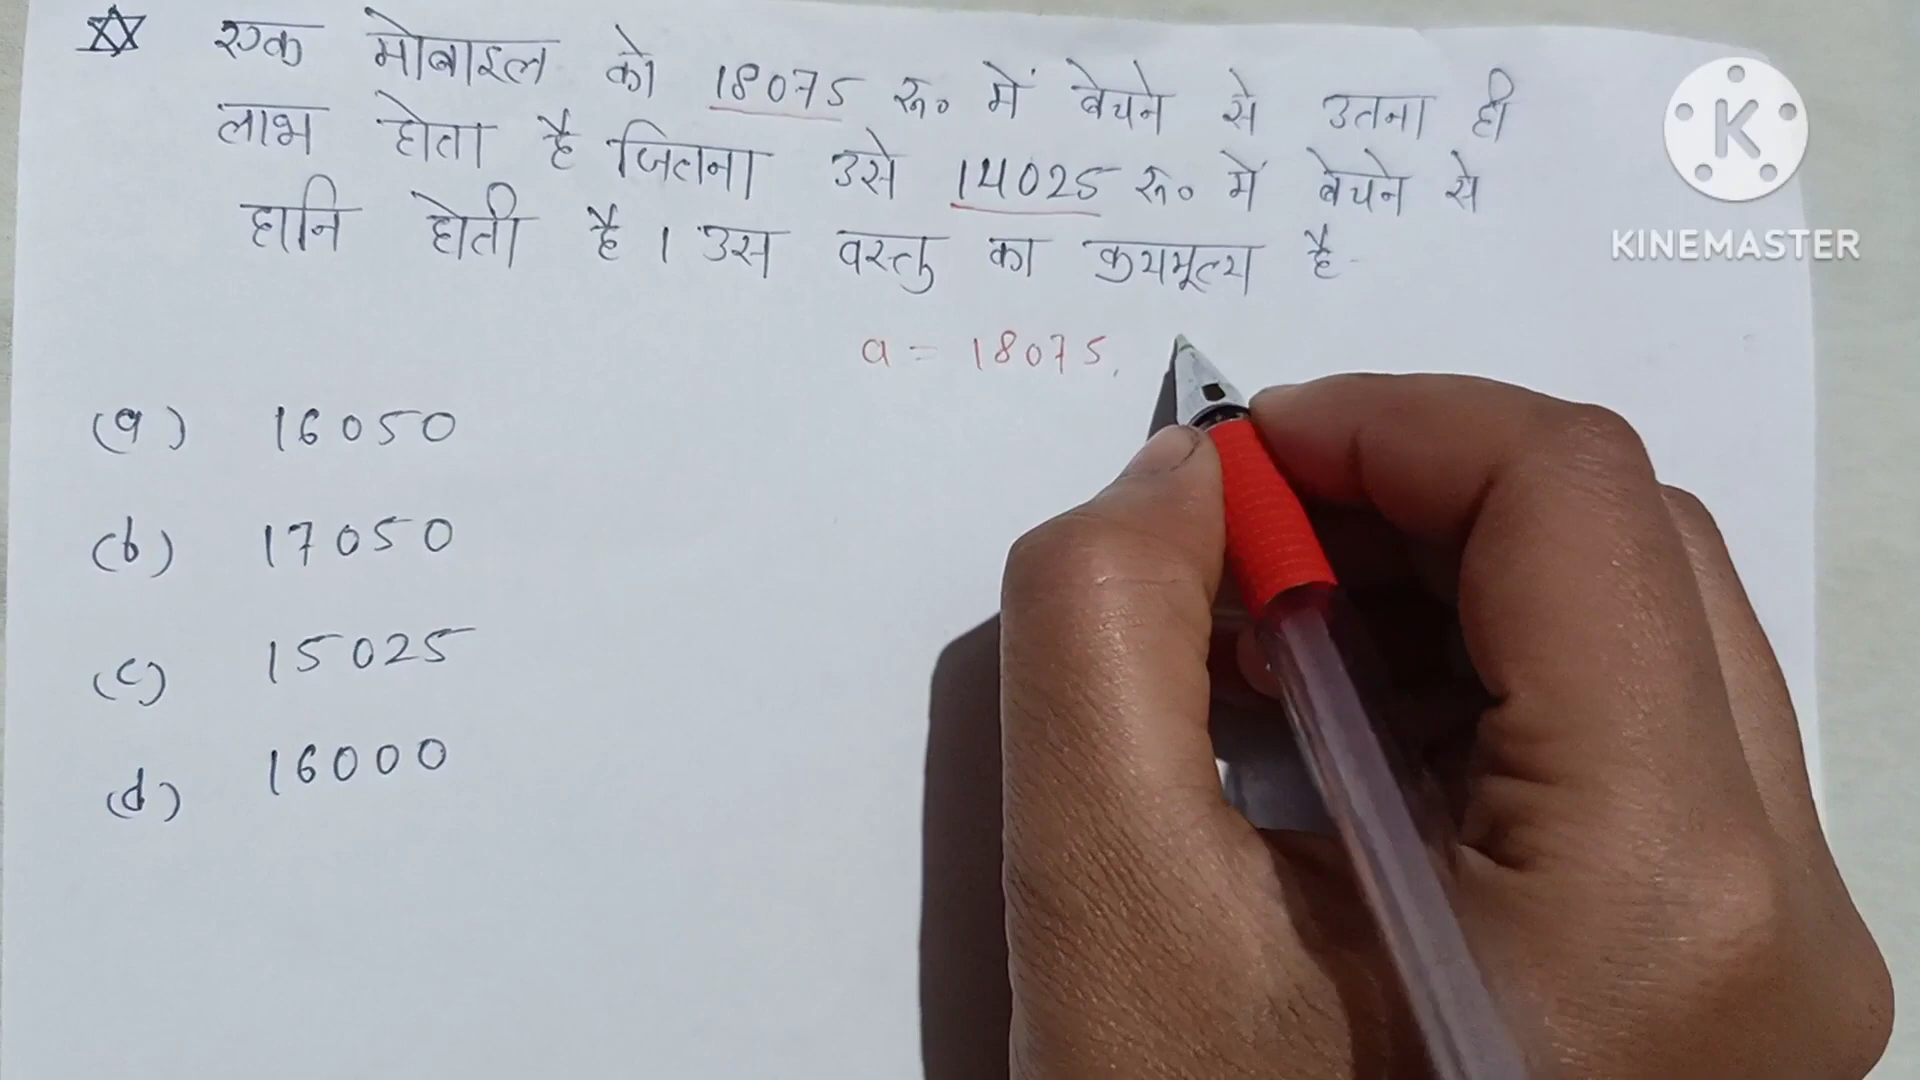 एक मोबाइल को 18075 रू० में बेचने से उतना ही
लाभ होता है जितना उसे 14025 रू० में बेचने से
हानि होती है । उस वस्तु का क्रयमूल्य है-
a = 18075,
(a) 16050
(b) 17050
(c) 15025
(d) 16000
K
KINEMASTER